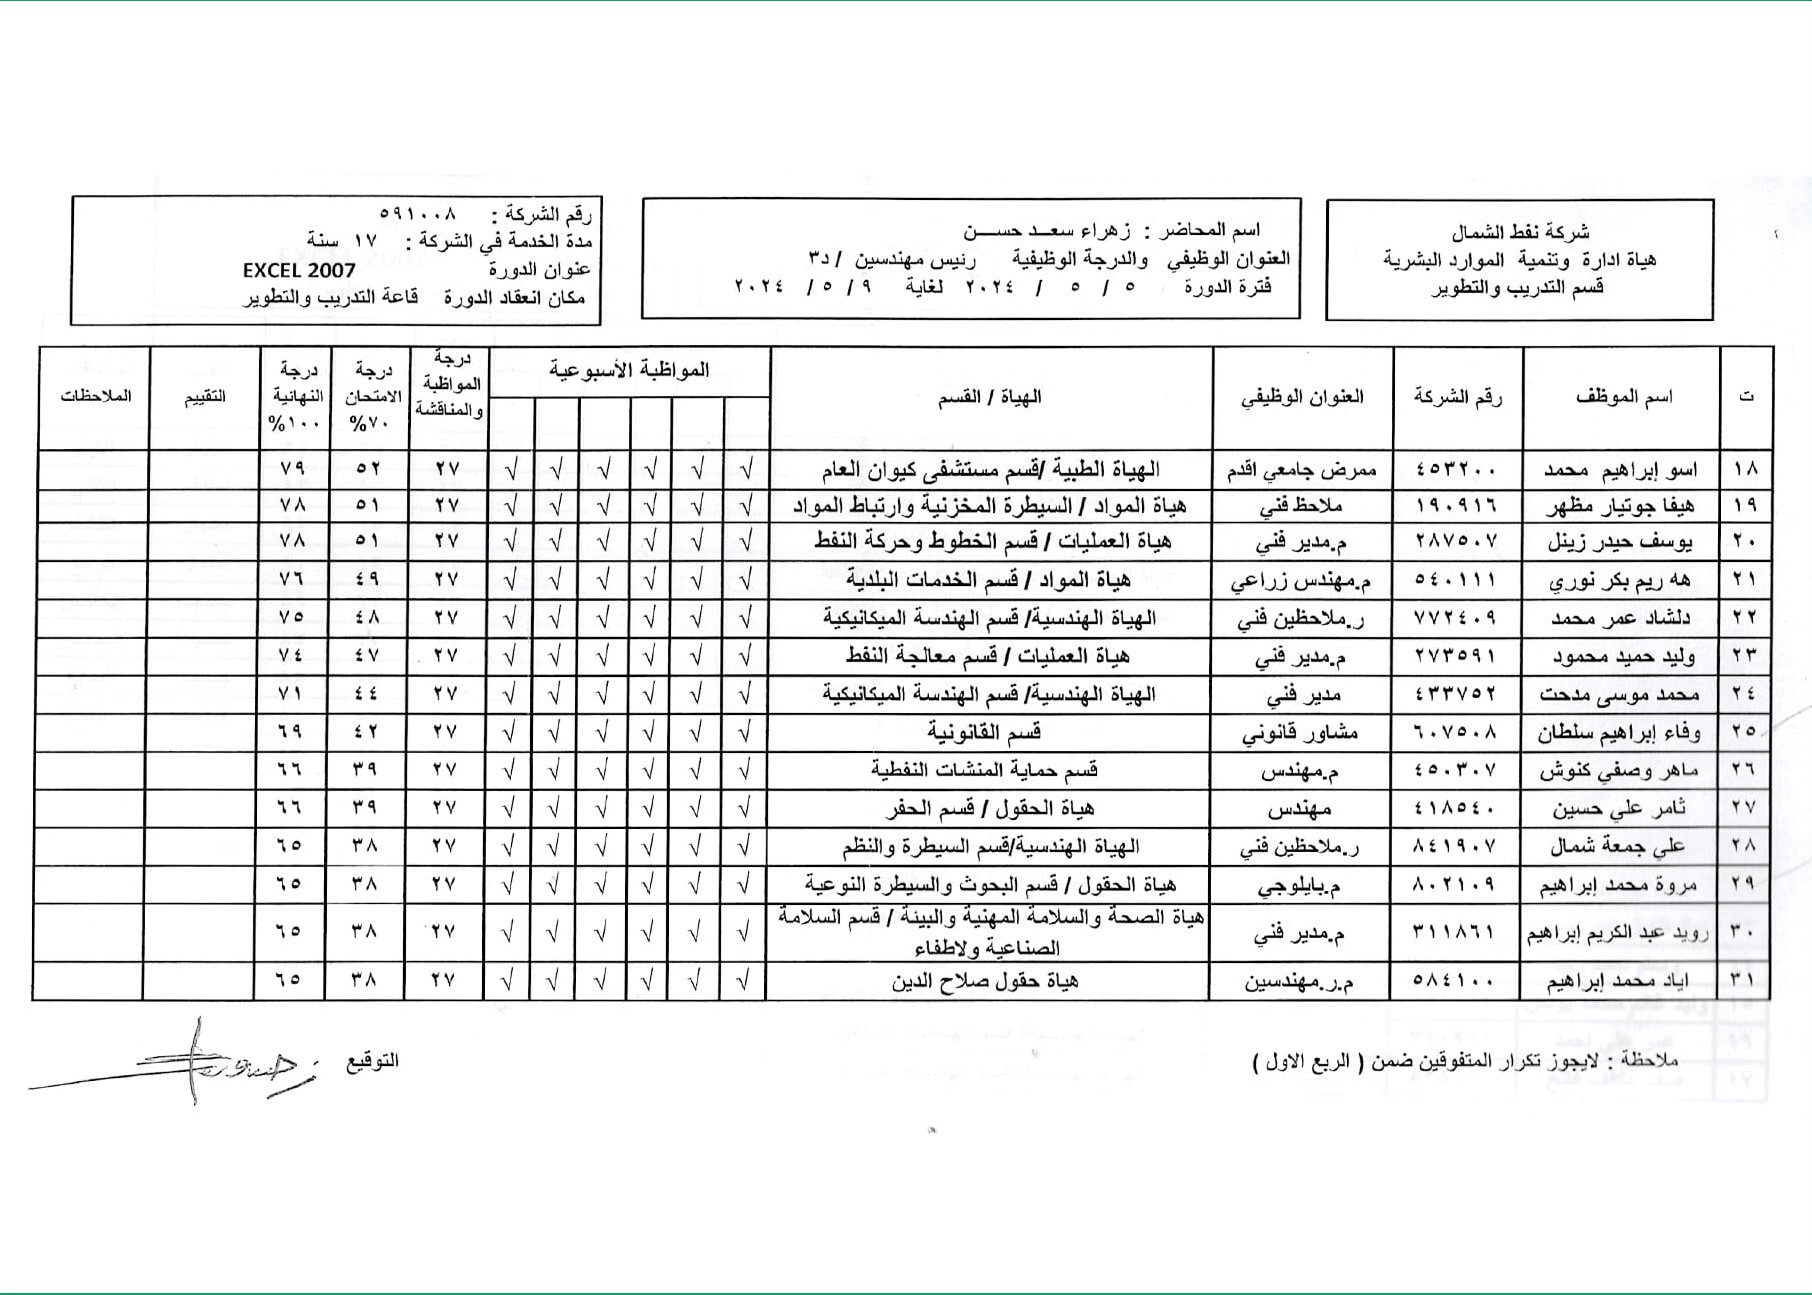 شركة نفط الشمال
هياة ادارة وتنمية الموارد البشرية
قسم التدريب والتطوير
اسم المحاضر : زهراء سعد حسن
العنوان الوظيفي والدرجة الوظيفية رئيس مهندسين / د٣
فترة الدورة ٥ / ٥ / ٢٠٢٤ لغاية ٩ / ٥ / ٢٠٢٤
رقم الشركة : ٥٩١٠٠٨
مدة الخدمة في الشركة : ١٧ سنة
عنوان الدورة EXCEL 2007
مكان انعقاد الدورة قاعة التدريب والتطوير
ت اسم الموظف رقم الشركة العنوان الوظيفي الهياة / القسم المواظبة الأسبوعية درجة المواظبة والمناقشة درجة الامتحان ٧٠% درجة النهائية ١٠٠% التقييم الملاحظات
١٨ اسو إبراهيم محمد ٤٥٣٢٠٠ ممرض جامعي اقدم الهياة الطبية /قسم مستشفى كيوان العام √ √ √ √ √ √ ٢٧ ٥٢ ٧٩
١٩ هيفا جوتيار مظهر ١٩٠٩١٦ ملاحظ فني هياة المواد / السيطرة المخزنية وارتباط المواد √ √ √ √ √ √ ٢٧ ٥١ ٧٨
٢٠ يوسف حيدر زينل ٢٨٧٥٠٧ م.مدير فني هياة العمليات / قسم الخطوط وحركة النفط √ √ √ √ √ √ ٢٧ ٥١ ٧٨
٢١ هه ريم بكر نوري ٥٤٠١١١ م.مهندس زراعي هياة المواد / قسم الخدمات البلدية √ √ √ √ √ √ ٢٧ ٤٩ ٧٦
٢٢ دلشاد عمر محمد ٧٧٢٤٠٩ ر.ملاحظين فني الهياة الهندسية/ قسم الهندسة الميكانيكية √ √ √ √ √ √ ٢٧ ٤٨ ٧٥
٢٣ وليد حميد محمود ٢٧٣٥٩١ م.مدير فني هياة العمليات / قسم معالجة النفط √ √ √ √ √ √ ٢٧ ٤٧ ٧٤
٢٤ محمد موسى مدحت ٤٣٣٧٥٢ مدير فني الهياة الهندسية/ قسم الهندسة الميكانيكية √ √ √ √ √ √ ٢٧ ٤٤ ٧١
٢٥ وفاء إبراهيم سلطان ٦٠٧٥٠٨ مشاور قانوني قسم القانونية √ √ √ √ √ √ ٢٧ ٤٢ ٦٩
٢٦ ماهر وصفي كنوش ٤٥٠٣٠٧ م.مهندس قسم حماية المنشات النفطية √ √ √ √ √ √ ٢٧ ٣٩ ٦٦
٢٧ ثامر علي حسين ٤١٨٥٤٠ مهندس هياة الحقول / قسم الحفر √ √ √ √ √ √ ٢٧ ٣٩ ٦٦
٢٨ علي جمعة شمال ٨٤١٩٠٧ ر.ملاحظين فني الهياة الهندسية/قسم السيطرة والنظم √ √ √ √ √ √ ٢٧ ٣٨ ٦٥
٢٩ مروة محمد إبراهيم ٨٠٢١٠٩ م.بايلوجي هياة الحقول / قسم البحوث والسيطرة النوعية √ √ √ √ √ √ ٢٧ ٣٨ ٦٥
٣٠ رويد عبد الكريم إبراهيم ٣١١٨٦١ م.مدير فني هياة الصحة والسلامة المهنية والبيئة / قسم السلامة الصناعية ولاطفاء √ √ √ √ √ √ ٢٧ ٣٨ ٦٥
٣١ اياد محمد إبراهيم ٥٨٤١٠٠ م.ر.مهندسين هياة حقول صلاح الدين √ √ √ √ √ √ ٢٧ ٣٨ ٦٥
ملاحظة : لايجوز تكرار المتفوقين ضمن ( الربع الاول )
التوقيع